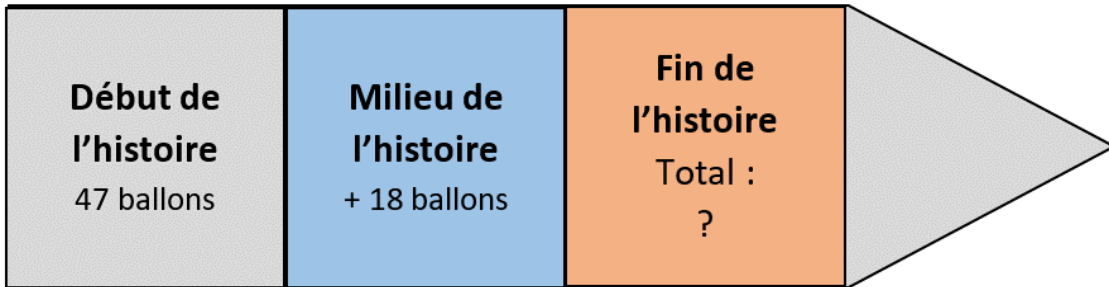 Début de
l'histoire
47 ballons
Milieu de
l'histoire
+ 18 ballons
Fin de
l'histoire
Total :
?